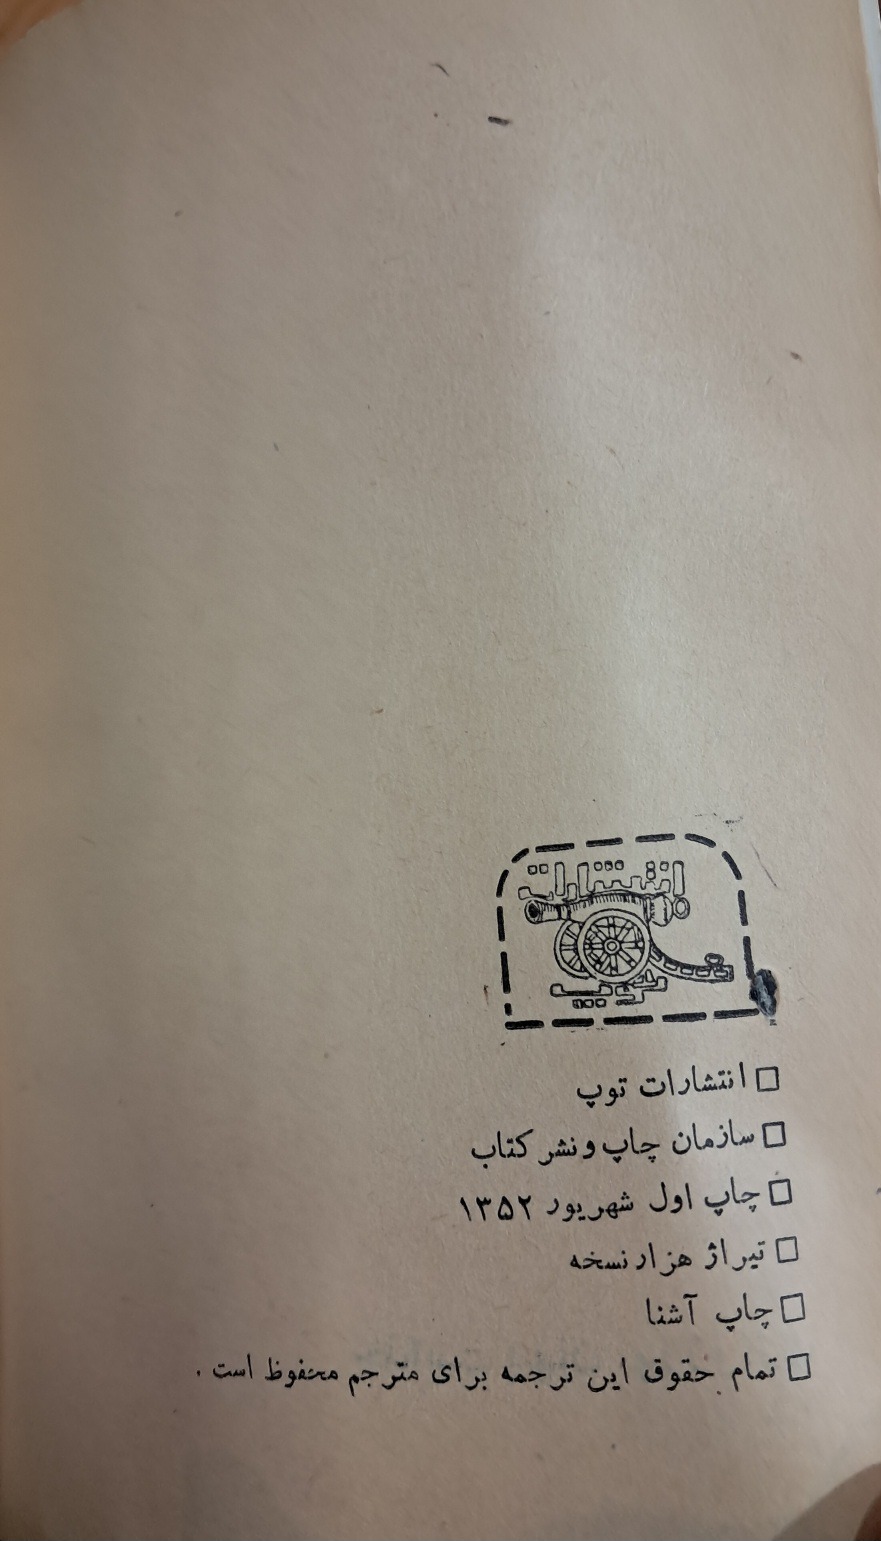 □ انتشارات توپ
□ سازمان چاپ و نشر کتاب
□ چاپ اول شهریور ۱۳۵۲
□ تیراژ هزار نسخه
□ چاپ آشنا
□ تمام حقوق این ترجمه برای مترجم محفوظ است .